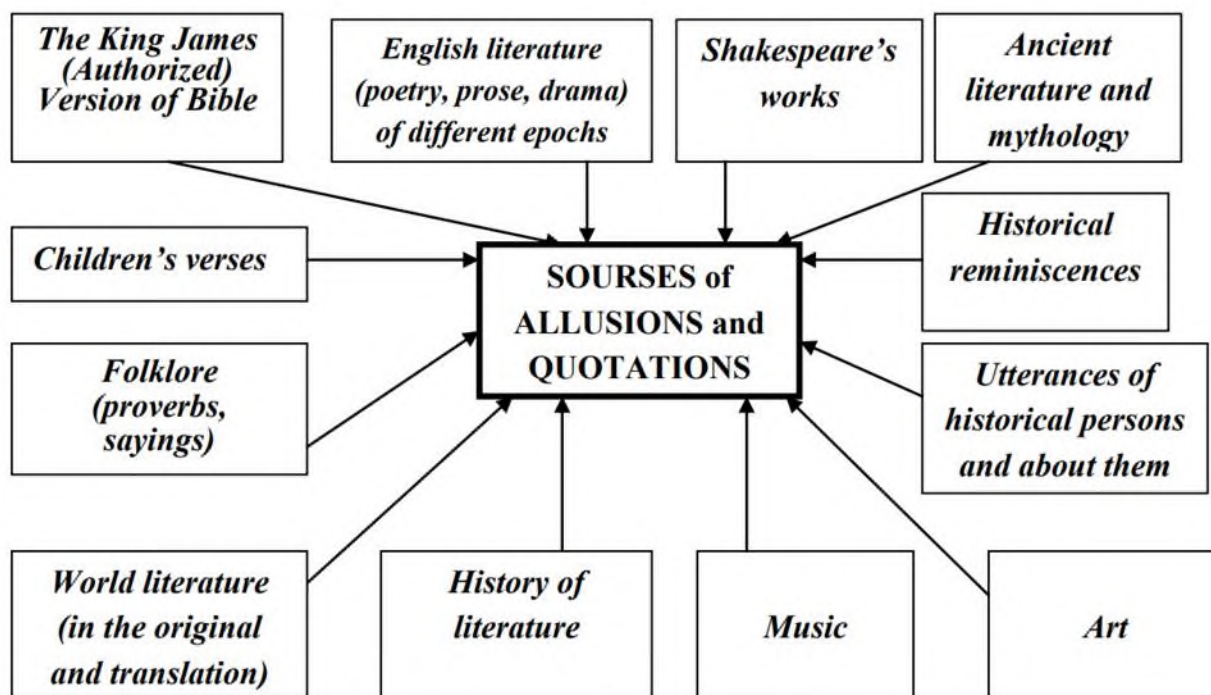 The King James
(Authorized)
Version of Bible
English literature
(poetry, prose, drama)
of different epochs
Shakespeare's
works
Ancient
literature and
mythology
Children's verses
SOURSES of
ALLUSIONS and
QUOTATIONS
Historical
reminiscences
Folklore
(proverbs,
sayings)
Utterances of
historical persons
and about them
World literature
(in the original
and translation)
History of
literature
Music
Art